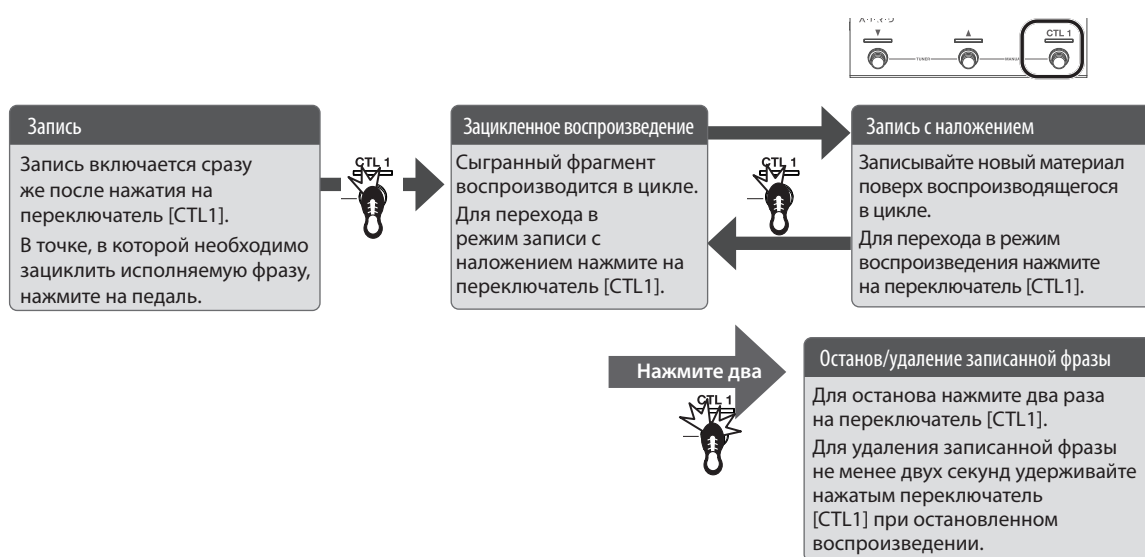 CTL 1
TUNER
Запись
Запись включается сразу
же после нажатия на
переключатель [CTL1].
В точке, в которой необходимо
зациклить исполняемую фразу,
нажмите на педаль.
CTL 1
Зацикленное воспроизведение
Сыгранный фрагмент
воспроизводится в цикле.
Для перехода в
режим записи с
наложением нажмите на
переключатель [CTL1].
CTL 1
Запись с наложением
Записывайте новый материал
поверх воспроизводящегося
в цикле.
Для перехода в режим
воспроизведения нажмите
на переключатель [CTL1].
Нажмите два
CTL 1
Останов/удаление записанной фразы
Для останова нажмите два раза
на переключатель [CTL1].
Для удаления записанной фразы
не менее двух секунд удерживайте
нажатым переключатель
[CTL1] при остановленном
воспроизведении.